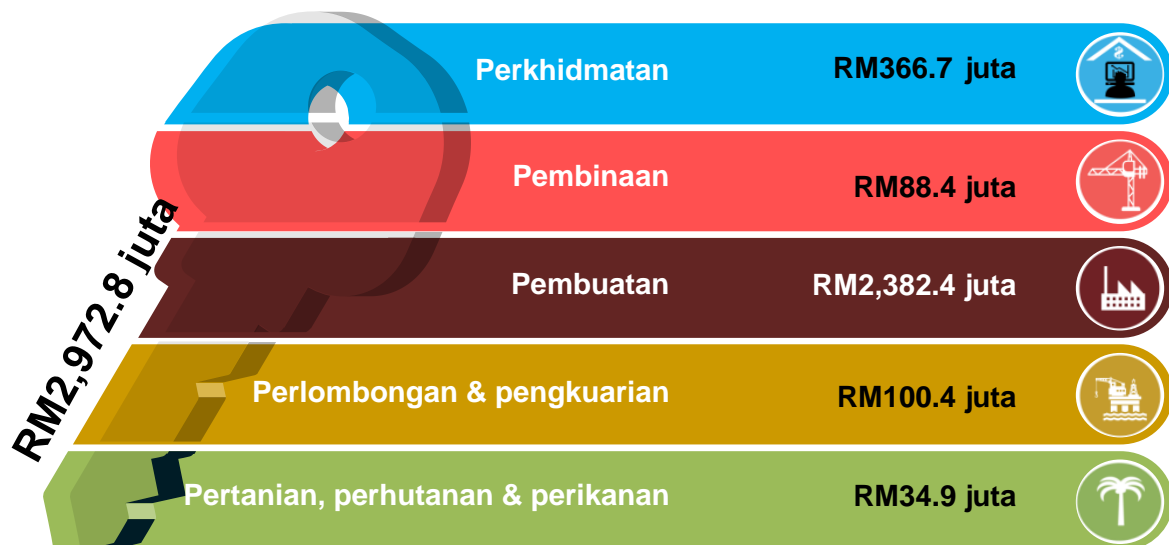 Perkhidmatan RM366.7 juta
Pembinaan RM88.4 juta
RM2,972.8 juta
Pembuatan RM2,382.4 juta
Perlombongan & pengkuarian RM100.4 juta
Pertanian, perhutanan & perikanan RM34.9 juta